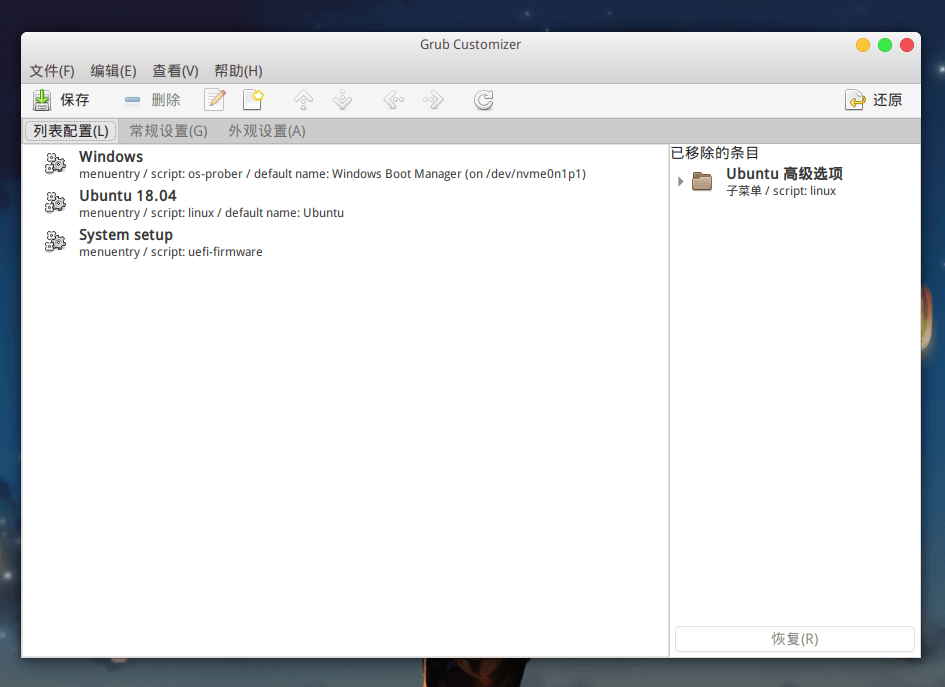 Grub Customizer
文件(F) 编辑(E) 查看(V) 帮助(H)
保存 删除 还原
列表配置(L) 常规设置(G) 外观设置(A)
Windows
menuentry / script: os-prober / default name: Windows Boot Manager (on /dev/nvme0n1p1)
Ubuntu 18.04
menuentry / script: linux / default name: Ubuntu
System setup
menuentry / script: uefi-firmware
已移除的条目
Ubuntu 高级选项
子菜单 / script: linux
恢复(R)